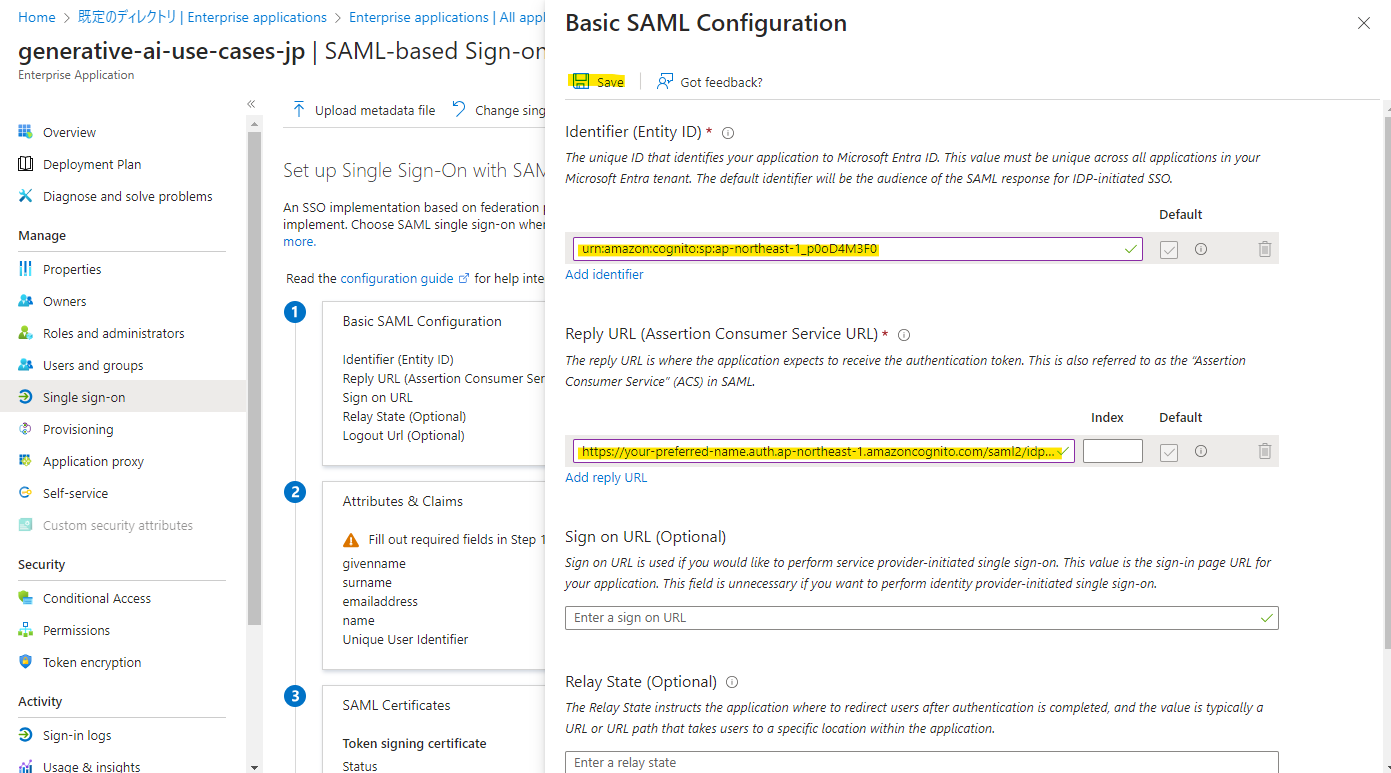 Home > 既定のディレクトリ | Enterprise applications > Enterprise applications | All appl
generative-ai-use-cases-jp | SAML-based Sign-on
Enterprise Application
Overview
Deployment Plan
Diagnose and solve problems
Manage
Properties
Owners
Roles and administrators
Users and groups
Single sign-on
Provisioning
Application proxy
Self-service
Custom security attributes
Security
Conditional Access
Permissions
Token encryption
Activity
Sign-in logs
Usage & insights
Upload metadata file Change sing
Set up Single Sign-On with SAM
An SSO implementation based on federation p
implement. Choose SAML single sign-on when
more.
Read the configuration guide for help inte
1
Basic SAML Configuration
Identifier (Entity ID)
Reply URL (Assertion Consumer Ser
Sign on URL
Relay State (Optional)
Logout Url (Optional)
2
Attributes & Claims
Fill out required fields in Step 1
givenname
surname
emailaddress
name
Unique User Identifier
3
SAML Certificates
Token signing certificate
Status
Basic SAML Configuration
Save Got feedback?
Identifier (Entity ID) *
The unique ID that identifies your application to Microsoft Entra ID. This value must be unique across all applications in your
Microsoft Entra tenant. The default identifier will be the audience of the SAML response for IDP-initiated SSO.
Default
urn:amazon:cognito:sp:ap-northeast-1_p0oD4M3F0
Add identifier
Reply URL (Assertion Consumer Service URL) *
The reply URL is where the application expects to receive the authentication token. This is also referred to as the “Assertion
Consumer Service” (ACS) in SAML.
Index Default
https://your-preferred-name.auth.ap-northeast-1.amazoncognito.com/saml2/idp...
Add reply URL
Sign on URL (Optional)
Sign on URL is used if you would like to perform service provider-initiated single sign-on. This value is the sign-in page URL for
your application. This field is unnecessary if you want to perform identity provider-initiated single sign-on.
Enter a sign on URL
Relay State (Optional)
The Relay State instructs the application where to redirect users after authentication is completed, and the value is typically a
URL or URL path that takes users to a specific location within the application.
Enter a relay state